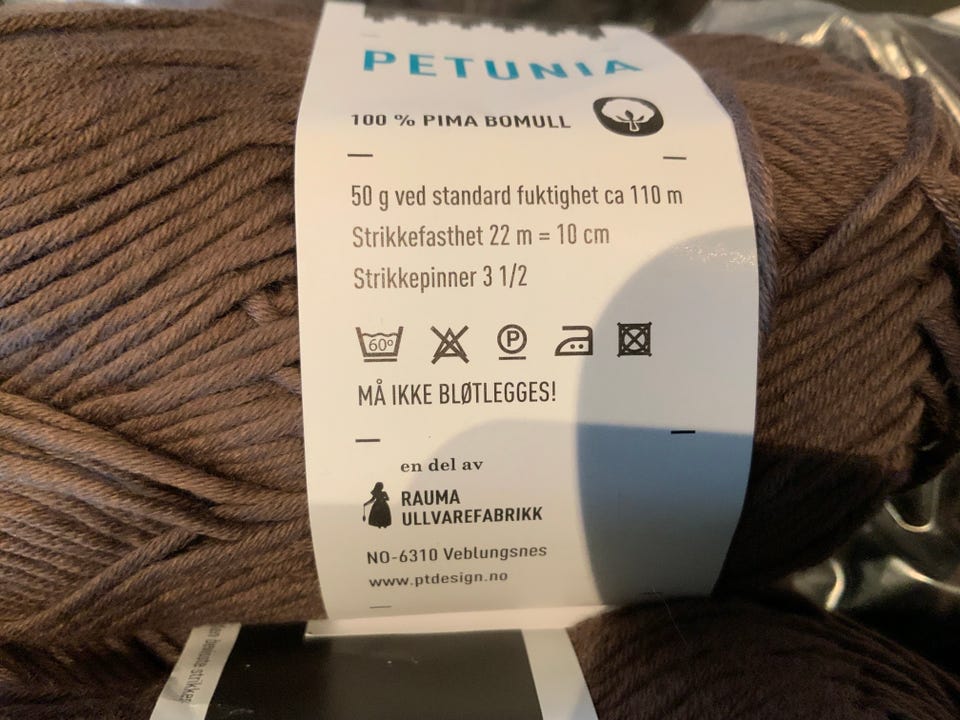 PETUNIA
100 % PIMA BOMULL
50 g ved standard fuktighet ca 110 m
Strikkefasthet 22 m = 10 cm
Strikkepinner 3 1/2
60° P
MÅ IKKE BLØTLEGGES!
en del av
RAUMA
ULLVAREFABRIKK
NO-6310 Veblungsnes
www.ptdesign.no